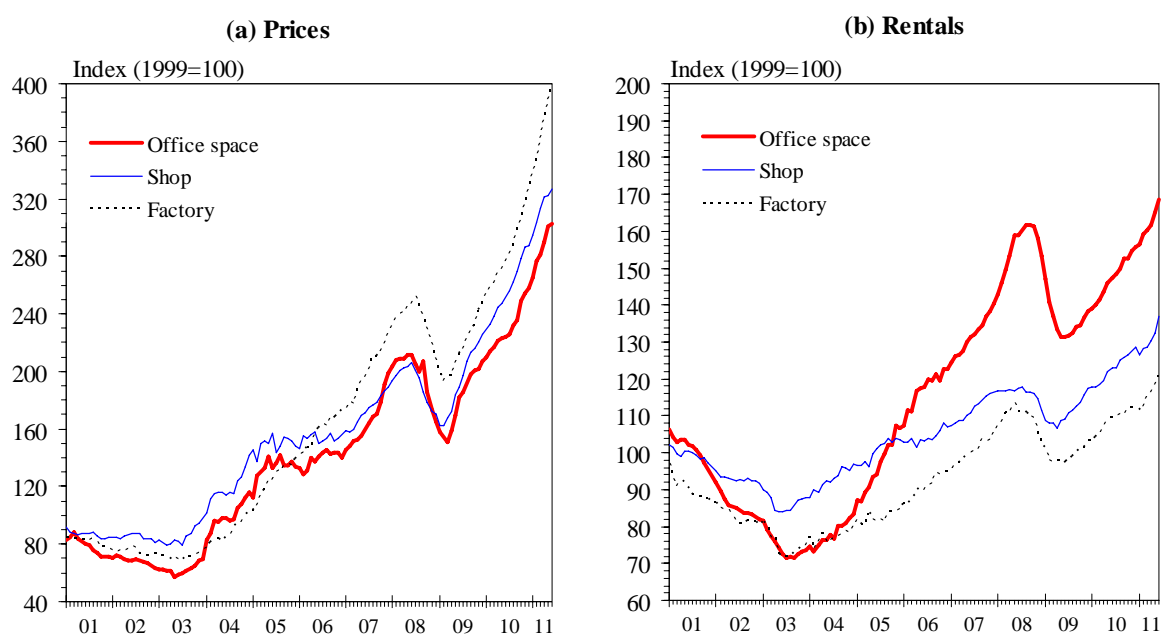 (a) Prices
Index (1999=100)
400
360
320
280
240
200
160
120
80
40
Office space
Shop
Factory
01 02 03 04 05 06 07 08 09 10 11
(b) Rentals
Index (1999=100)
200
190
180
170
160
150
140
130
120
110
100
90
80
70
60
Office space
Shop
Factory
01 02 03 04 05 06 07 08 09 10 11